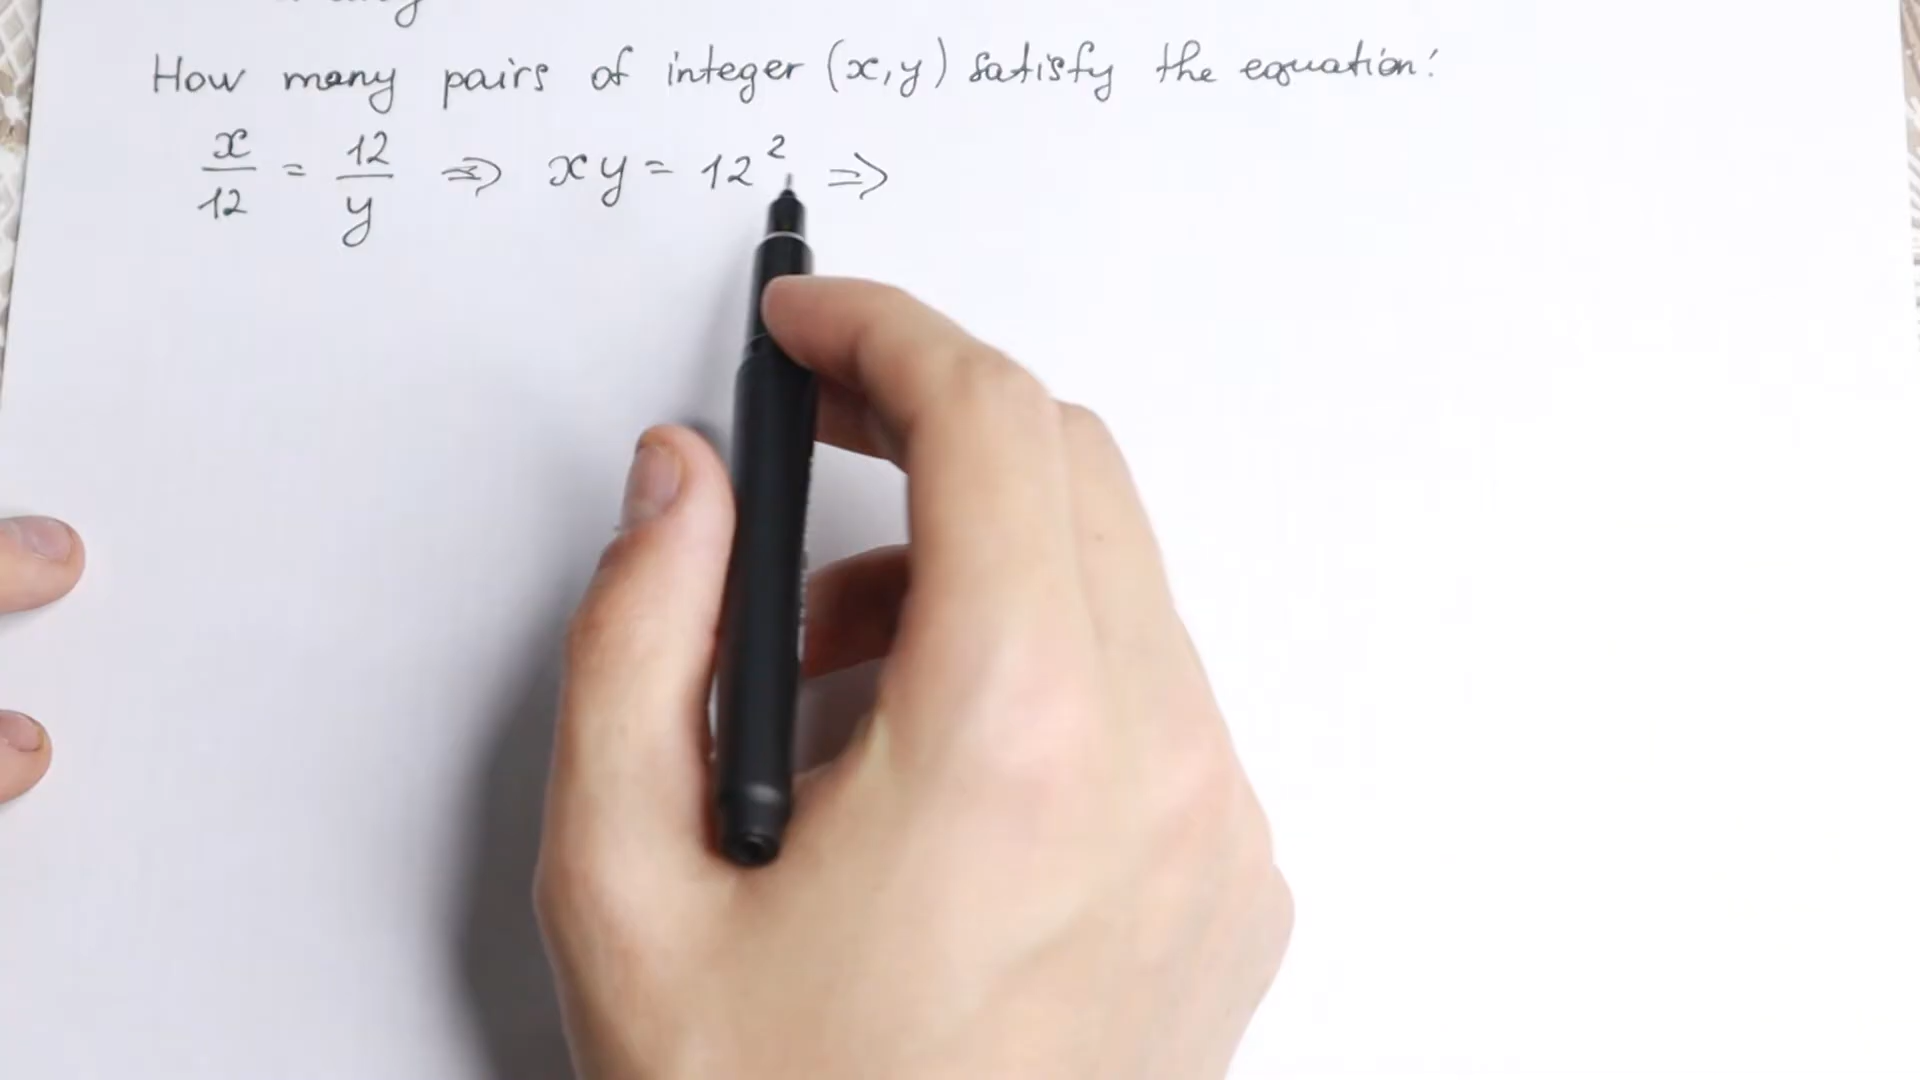 How many pairs of integer (x,y) satisfy the equation:
x/12 = 12/y ⇒ xy = 12² ⇒